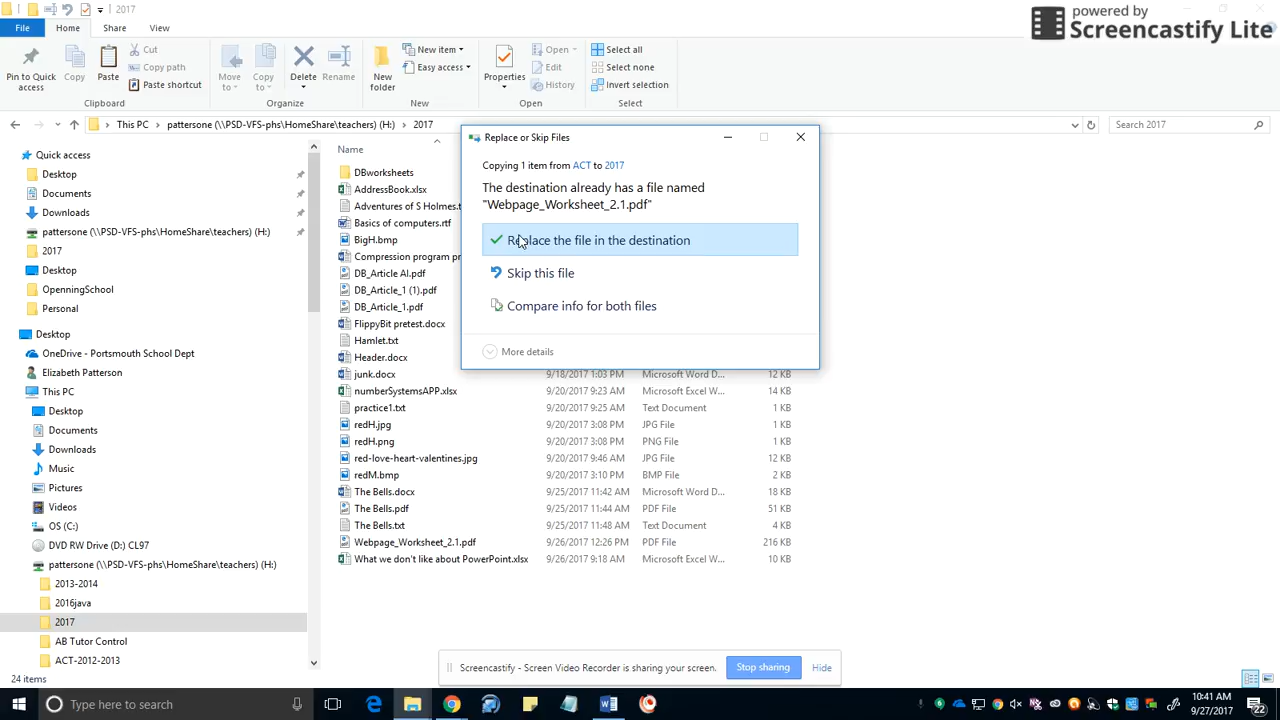 2017
powered by
Screencastify Lite
File Home Share View
Pin to Quick access
Copy
Paste
Cut
Copy path
Paste shortcut
Clipboard
Move to
Copy to
Delete
Rename
Organize
New folder
New item
Easy access
New
Properties
Open
Edit
History
Open
Select all
Select none
Invert selection
Select
This PC pattersone (\\PSD-VFS-phs\HomeShare\teachers) (H:) 2017
Search 2017
Quick access
Desktop
Documents
Downloads
pattersone (\\PSD-VFS-phs\HomeShare\teachers) (H:)
2017
Desktop
OpenningSchool
Personal
Desktop
OneDrive - Portsmouth School Dept
Elizabeth Patterson
This PC
Desktop
Documents
Downloads
Music
Pictures
Videos
OS (C:)
DVD RW Drive (D:) CL97
pattersone (\\PSD-VFS-phs\HomeShare\teachers) (H:)
2013-2014
2016java
2017
AB Tutor Control
ACT-2012-2013
24 items
Name
DBworksheets
AddressBook.xlsx
Adventures of S Holmes.t
Basics of computers.rtf
BigH.bmp
Compression program pr
DB_Article AI.pdf
DB_Article_1 (1).pdf
DB_Article_1.pdf
FlippyBit pretest.docx
Hamlet.txt
Header.docx
junk.docx 9/18/2017 1:03 PM Microsoft Word D... 12 KB
numberSystemsAPP.xlsx 9/20/2017 9:23 AM Microsoft Excel W... 14 KB
practice1.txt 9/20/2017 9:25 AM Text Document 1 KB
redH.jpg 9/20/2017 3:08 PM JPG File 4 KB
redH.png 9/20/2017 3:08 PM PNG File 1 KB
red-love-heart-valentines.jpg 9/20/2017 9:46 AM JPG File 12 KB
redM.bmp 9/20/2017 3:10 PM BMP File 2 KB
The Bells.docx 9/25/2017 11:42 AM Microsoft Word D... 18 KB
The Bells.pdf 9/25/2017 11:44 AM PDF File 51 KB
The Bells.txt 9/25/2017 11:48 AM Text Document 4 KB
Webpage_Worksheet_2.1.pdf 9/26/2017 12:26 PM PDF File 216 KB
What we don't like about PowerPoint.xlsx 9/26/2017 9:18 AM Microsoft Excel W... 10 KB
Replace or Skip Files
Copying 1 item from ACT to 2017
The destination already has a file named
"Webpage_Worksheet_2.1.pdf"
Replace the file in the destination
Skip this file
Compare info for both files
More details
Screencastify - Screen Video Recorder is sharing your screen. Stop sharing Hide
Type here to search
10:41 AM
9/27/2017
22